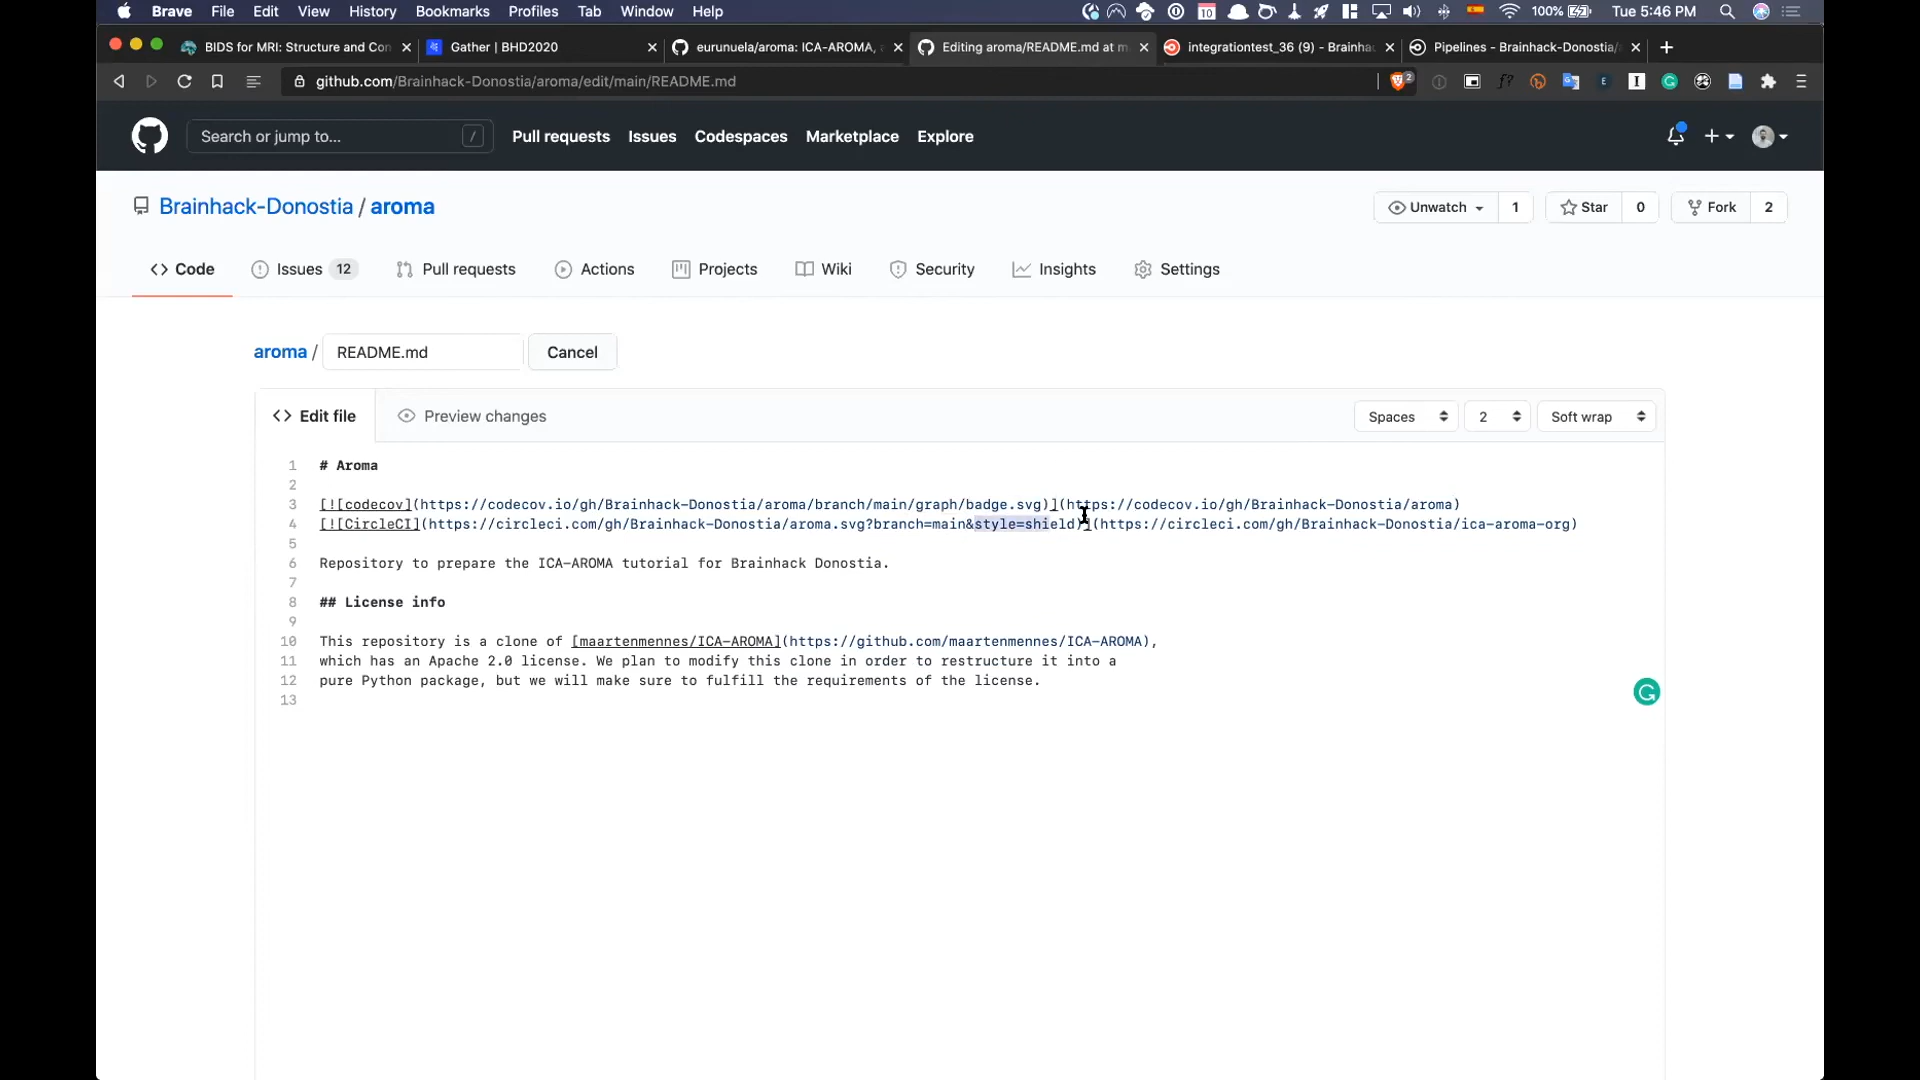 Brave File Edit View History Bookmarks Profiles Tab Window Help 10 100% Tue 5:46 PM
BIDS for MRI: Structure and Con Gather | BHD2020 eurunuela/aroma: ICA-AROMA, Editing aroma/README.md at m integrationtest_36 (9) - Brainha Pipelines - Brainhack-Donostia/
github.com/Brainhack-Donostia/aroma/edit/main/README.md 2
Search or jump to... / Pull requests Issues Codespaces Marketplace Explore
Brainhack-Donostia / aroma Unwatch 1 Star 0 Fork 2
Code Issues 12 Pull requests Actions Projects Wiki Security Insights Settings
aroma / README.md Cancel
<> Edit file Preview changes Spaces 2 Soft wrap
1 # Aroma
2
3 [![codecov](https://codecov.io/gh/Brainhack-Donostia/aroma/branch/main/graph/badge.svg)](https://codecov.io/gh/Brainhack-Donostia/aroma)
4 [![CircleCI](https://circleci.com/gh/Brainhack-Donostia/aroma.svg?branch=main&style=shield)](https://circleci.com/gh/Brainhack-Donostia/ica-aroma-org)
5
6 Repository to prepare the ICA-AROMA tutorial for Brainhack Donostia.
7
8 ## License info
9
10 This repository is a clone of [maartenmennes/ICA-AROMA](https://github.com/maartenmennes/ICA-AROMA),
11 which has an Apache 2.0 license. We plan to modify this clone in order to restructure it into a
12 pure Python package, but we will make sure to fulfill the requirements of the license.
13